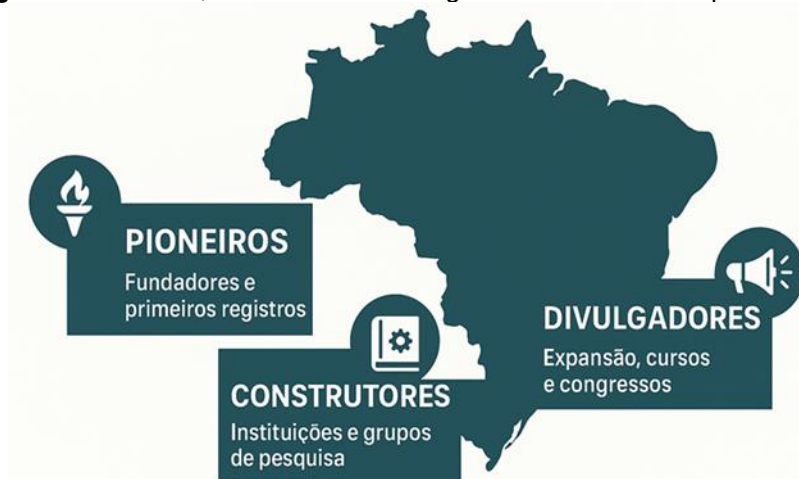 PIONEIROS
Fundadores e
primeiros registros
CONSTRUTORES
Instituições e grupos
de pesquisa
DIVULGADORES
Expansão, cursos
e congressos